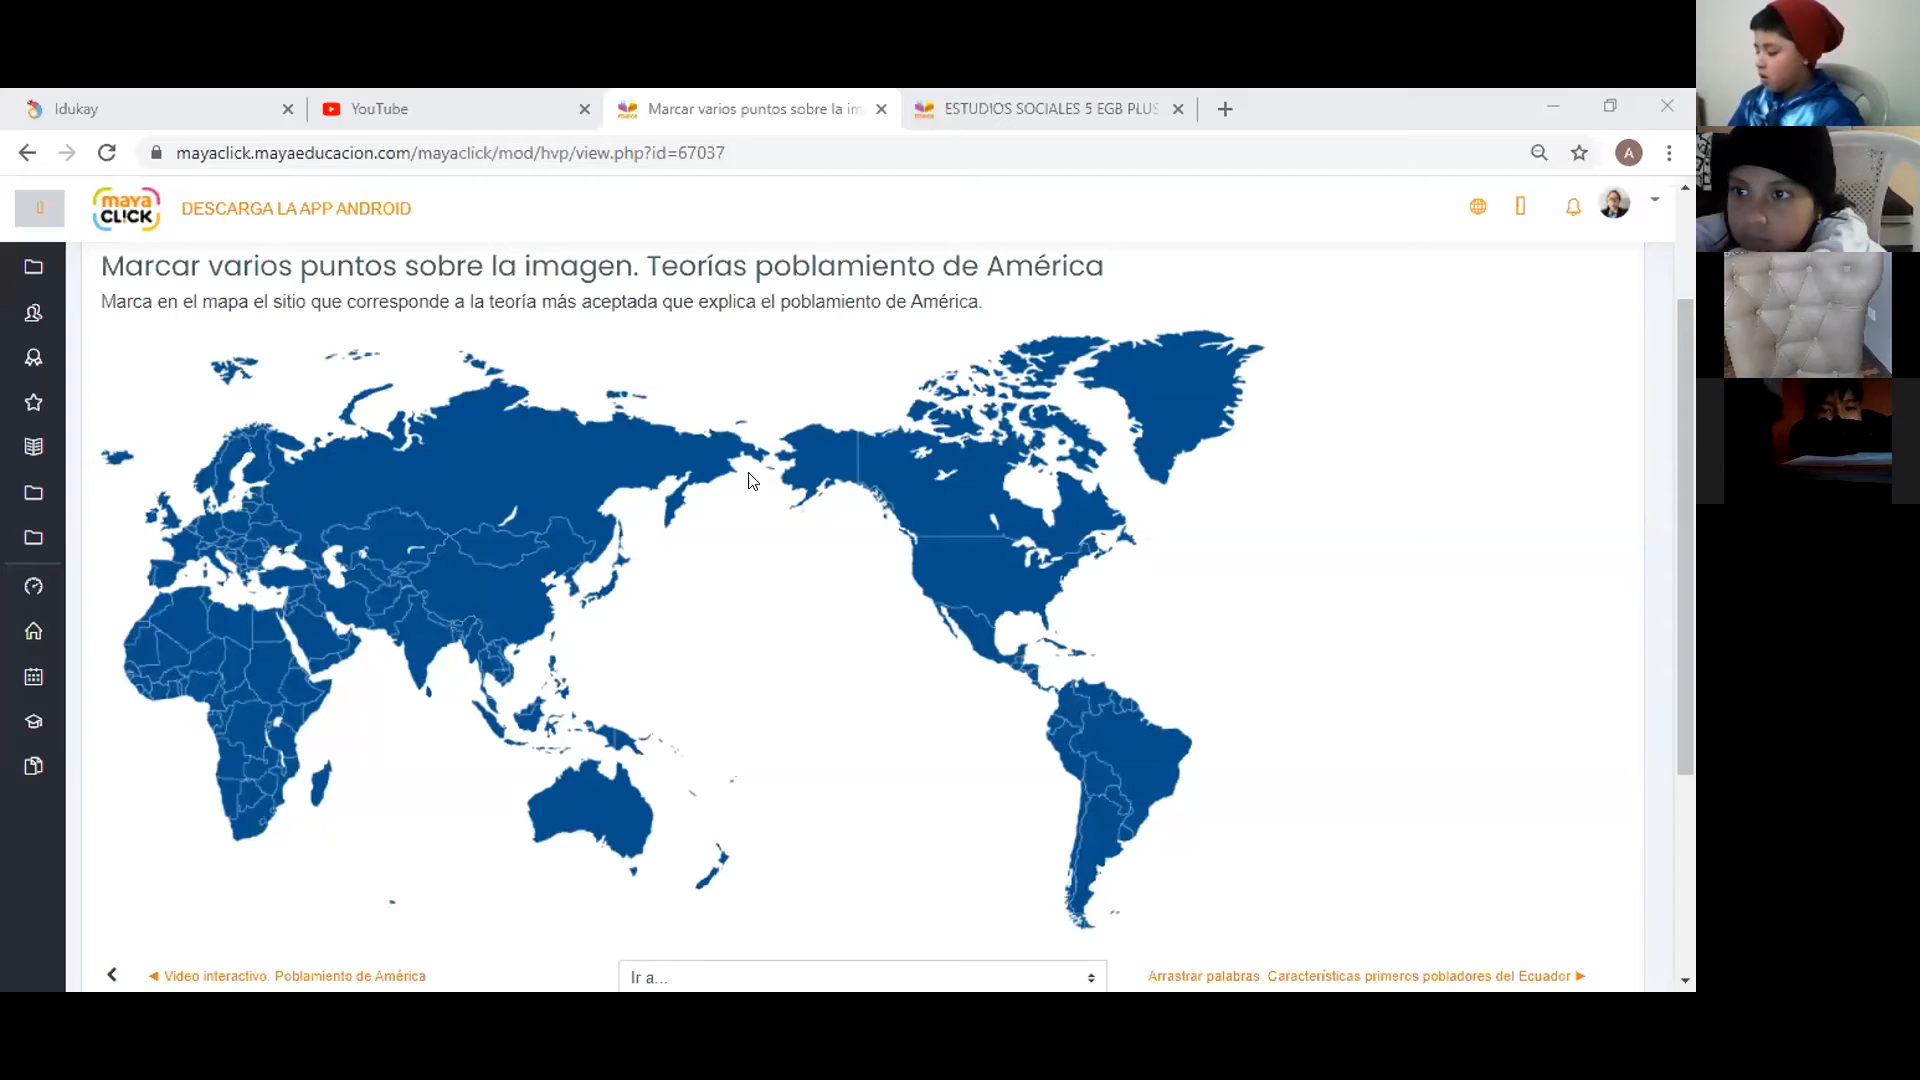 Idukay
YouTube
Marcar varios puntos sobre la im
ESTUDIOS SOCIALES 5 EGB PLUS
mayaclick.mayaeducacion.com/mayaclick/mod/hvp/view.php?id=67037
A
maya
CLICK
DESCARGA LA APP ANDROID
Marcar varios puntos sobre la imagen. Teorías poblamiento de América
Marca en el mapa el sitio que corresponde a la teoría más aceptada que explica el poblamiento de América.
◄ Video interactivo. Poblamiento de América
Ir a...
Arrastrar palabras. Características primeros pobladores del Ecuador ►